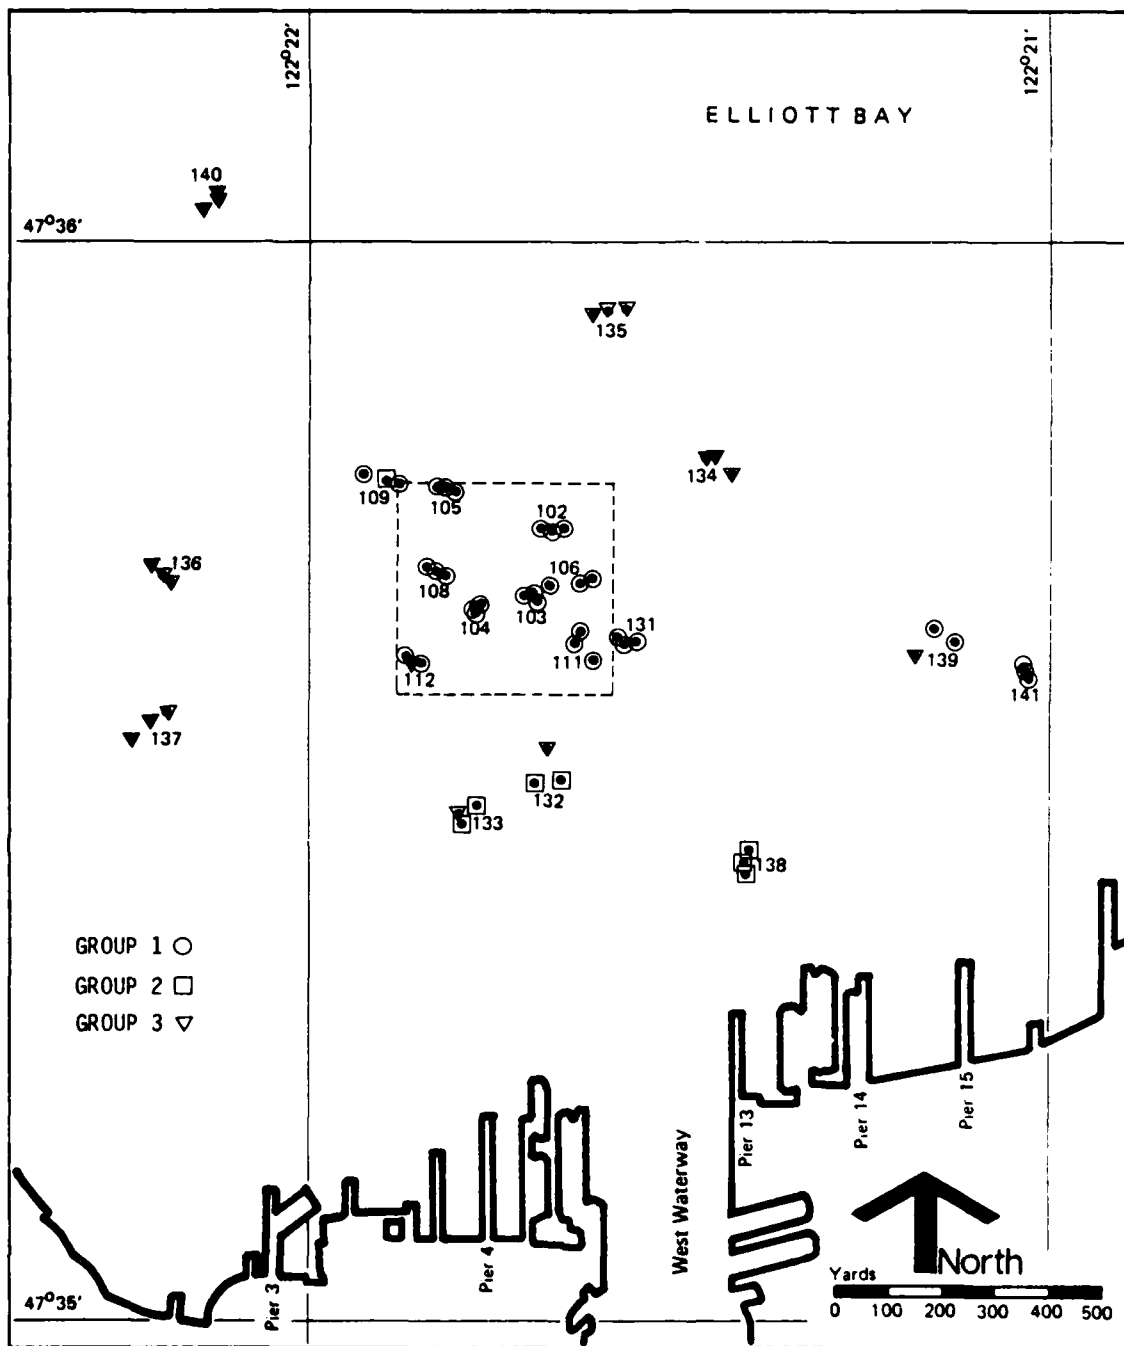 122°22'
122°21'
ELLIOTT BAY
140
47°36'
135
134
109
105
102
136
106
108
103
104
131
111
139
112
141
137
132
133
138
GROUP 1
GROUP 2
GROUP 3
Pier 15
Pier 13
Pier 14
West Waterway
Pier 4
North
Pier 3
Yards
47°35'
0 100 200 300 400 500